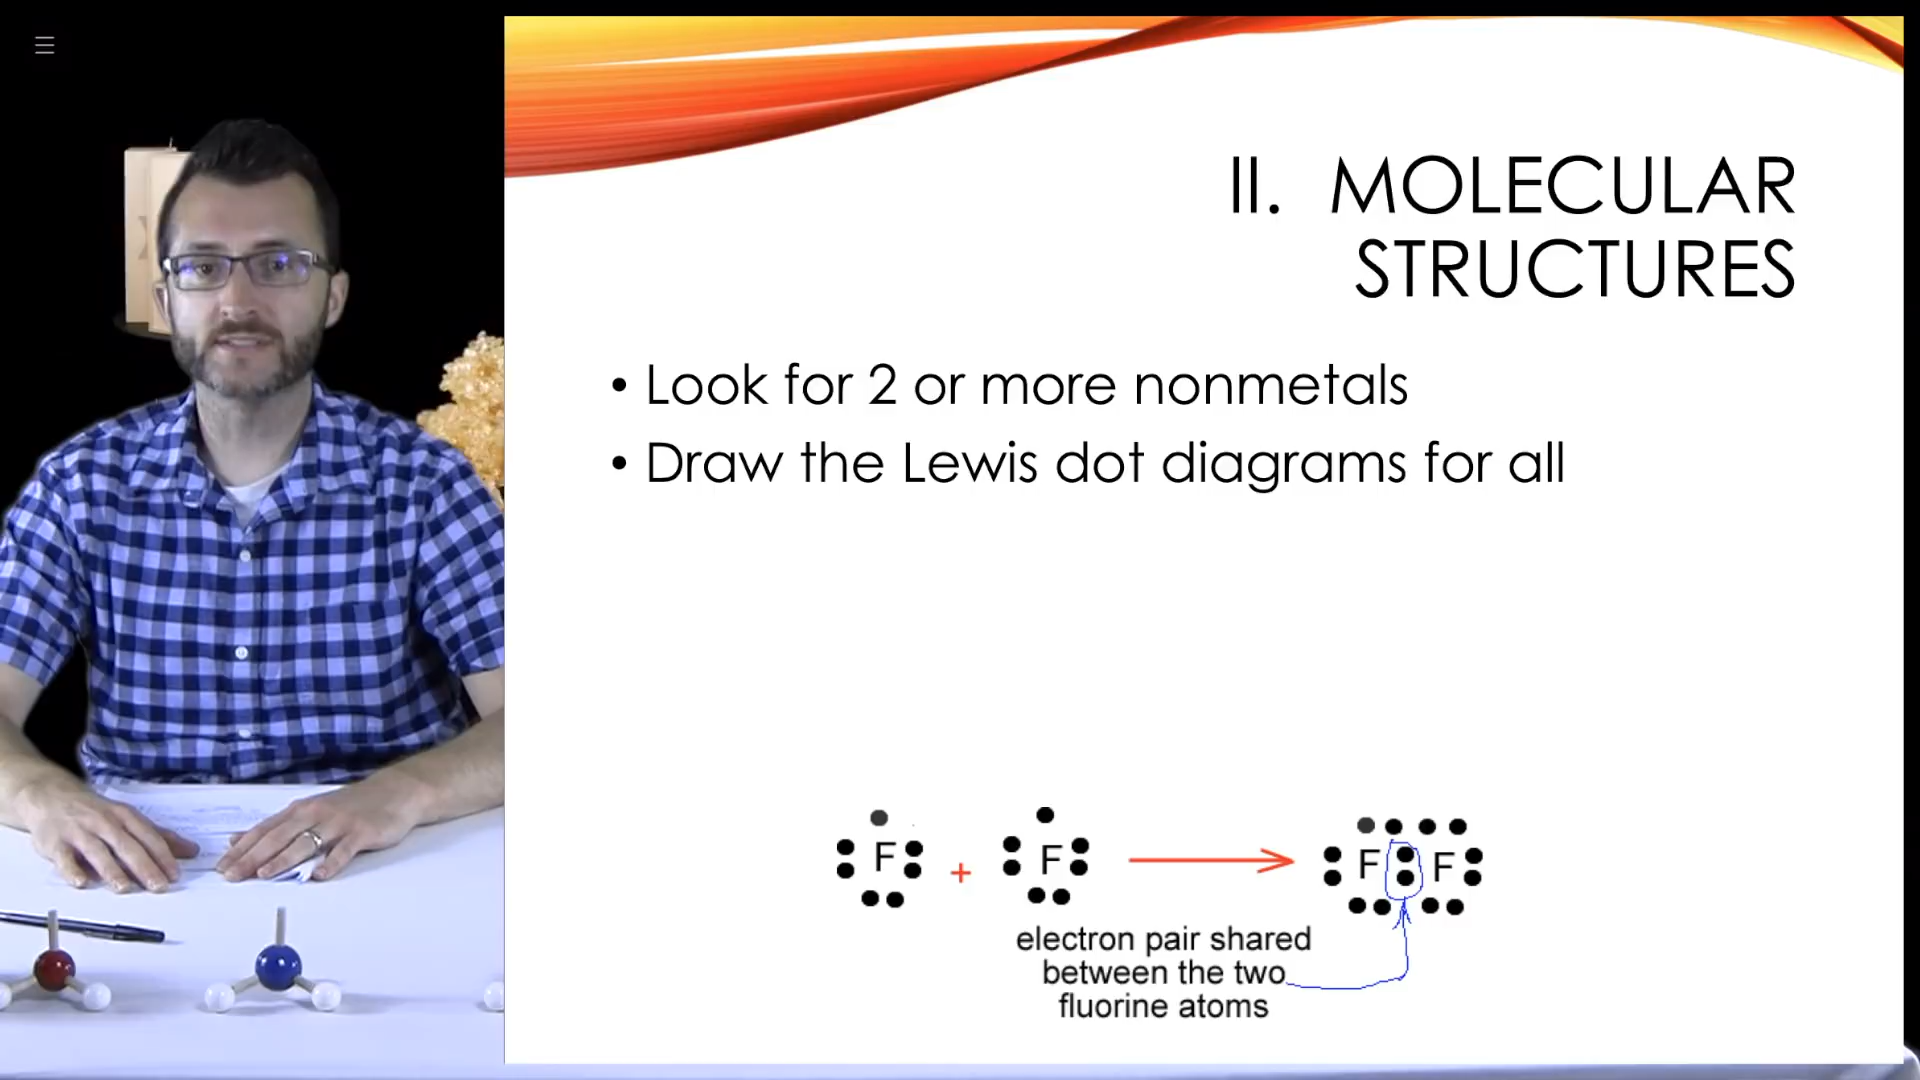 II. MOLECULAR
STRUCTURES
• Look for 2 or more nonmetals
• Draw the Lewis dot diagrams for all
F + F F F
electron pair shared
between the two
fluorine atoms